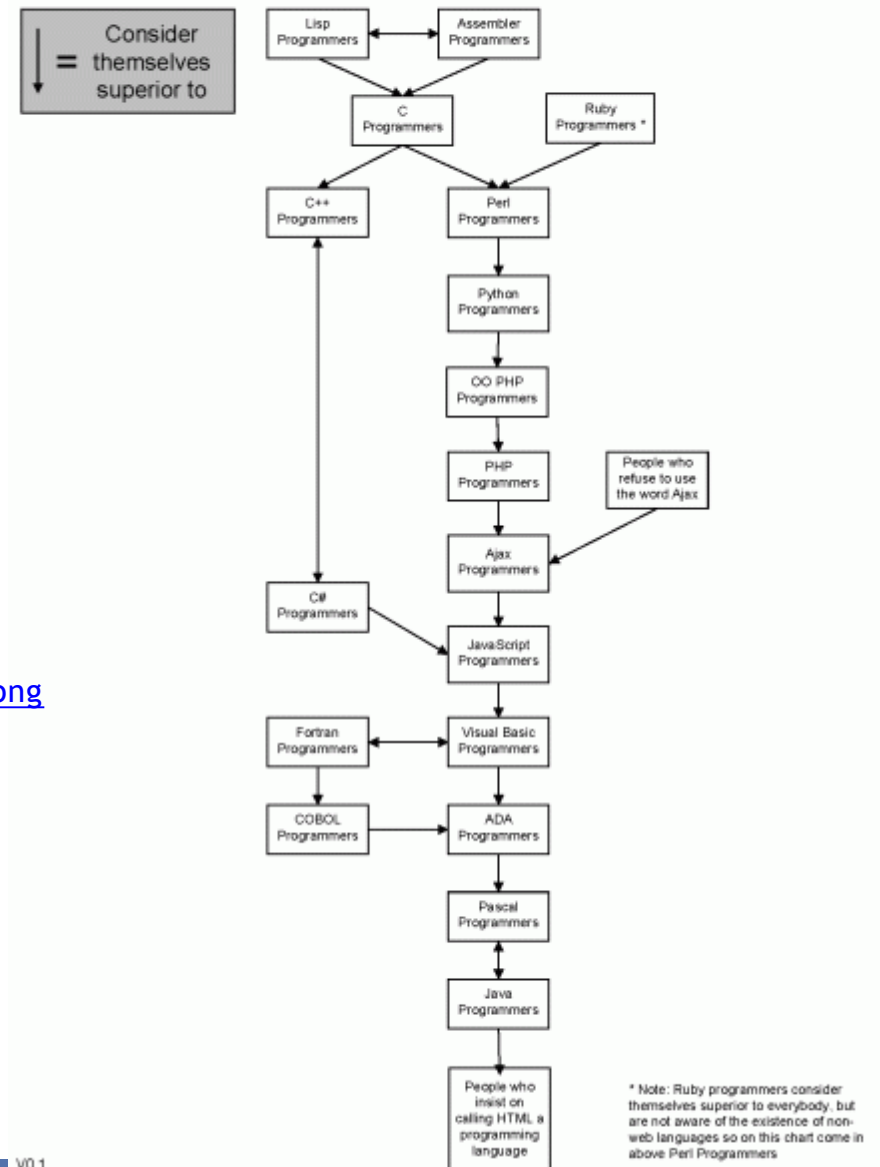 Consider
= themselves
superior to
Lisp
Programmers
Assembler
Programmers
C
Programmers
Ruby
Programmers *
C++
Programmers
Perl
Programmers
Python
Programmers
OO PHP
Programmers
PHP
Programmers
People who
refuse to use
the word Ajax
Ajax
Programmers
C#
Programmers
JavaScript
Programmers
ong
Fortran
Programmers
Visual Basic
Programmers
COBOL
Programmers
ADA
Programmers
Pascal
Programmers
Java
Programmers
People who
insist on
calling HTML a
programming
language
* Note: Ruby programmers consider
themselves superior to everybody, but
are not aware of the existence of non-
web languages so on this chart come in
above Perl Programmers
V0.1